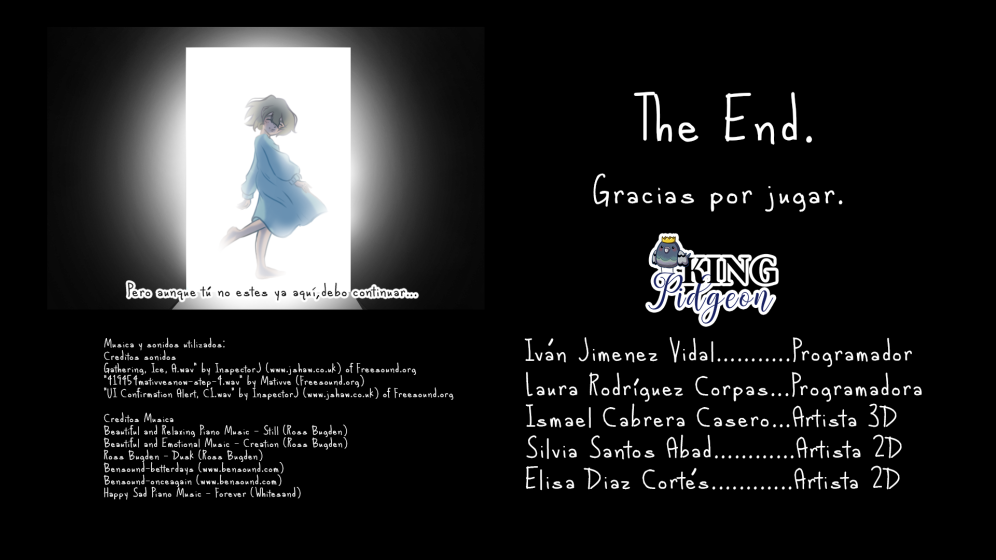 Pero aunque tú no estes ya aquí,debo continuar...
Musica y sonidos utilizados:
Creditos sonidos
Gathering, Ice, A.wav" by InspectorJ (www.jshaw.co.uk) of Freesound.org
"419454mativvesnow-step-4.wav" by Mativve (Freesound.org)
"UI Confirmation Alert, C1.wav" by InspectorJ (www.jshaw.co.uk) of Freesound.org
Creditos Musica
Beautiful and Relaxing Piano Music - Still (Ross Bugden)
Beautiful and Emotional Music - Creation (Ross Bugden)
Ross Bugden - Dusk (Ross Bugden)
Bensound-betterdays (www.bensound.com)
Bensound-onceagain (www.bensound.com)
Happy Sad Piano Music - Forever (Whitesand)
The End.
Gracias por jugar.
KING
Pidgeon
Iván Jimenez Vidal...........Programador
Laura Rodríguez Corpas...Programadora
Ismael Cabrera Casero...Artista 3D
Silvia Santos Abad............Artista 2D
Elisa Diaz Cortés............Artista 2D